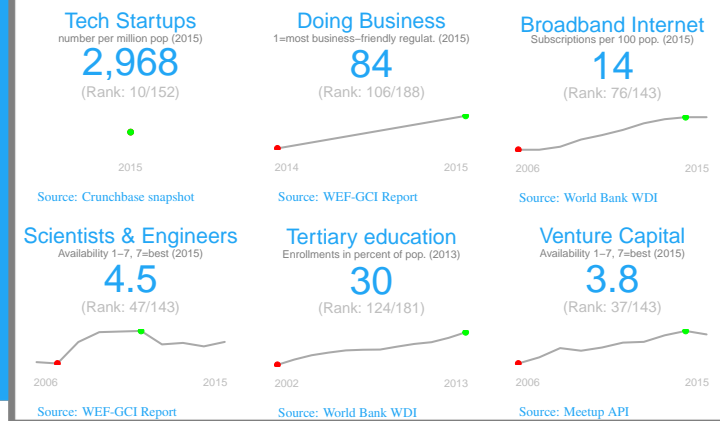 Tech Startups
number per million pop (2015)
2,968
(Rank: 10/152)
2015
Source: Crunchbase snapshot
Doing Business
1=most business−friendly regulat. (2015)
84
(Rank: 106/188)
2014
2015
Source: WEF-GCI Report
Broadband Internet
Subscriptions per 100 pop. (2015)
14
(Rank: 76/143)
2006
2015
Source: World Bank WDI
Scientists & Engineers
Availability 1−7, 7=best (2015)
4.5
(Rank: 47/143)
2006
2015
Source: WEF-GCI Report
Tertiary education
Enrollments in percent of pop. (2013)
30
(Rank: 124/181)
2002
2013
Source: World Bank WDI
Venture Capital
Availability 1−7, 7=best (2015)
3.8
(Rank: 37/143)
2006
2015
Source: Meetup API